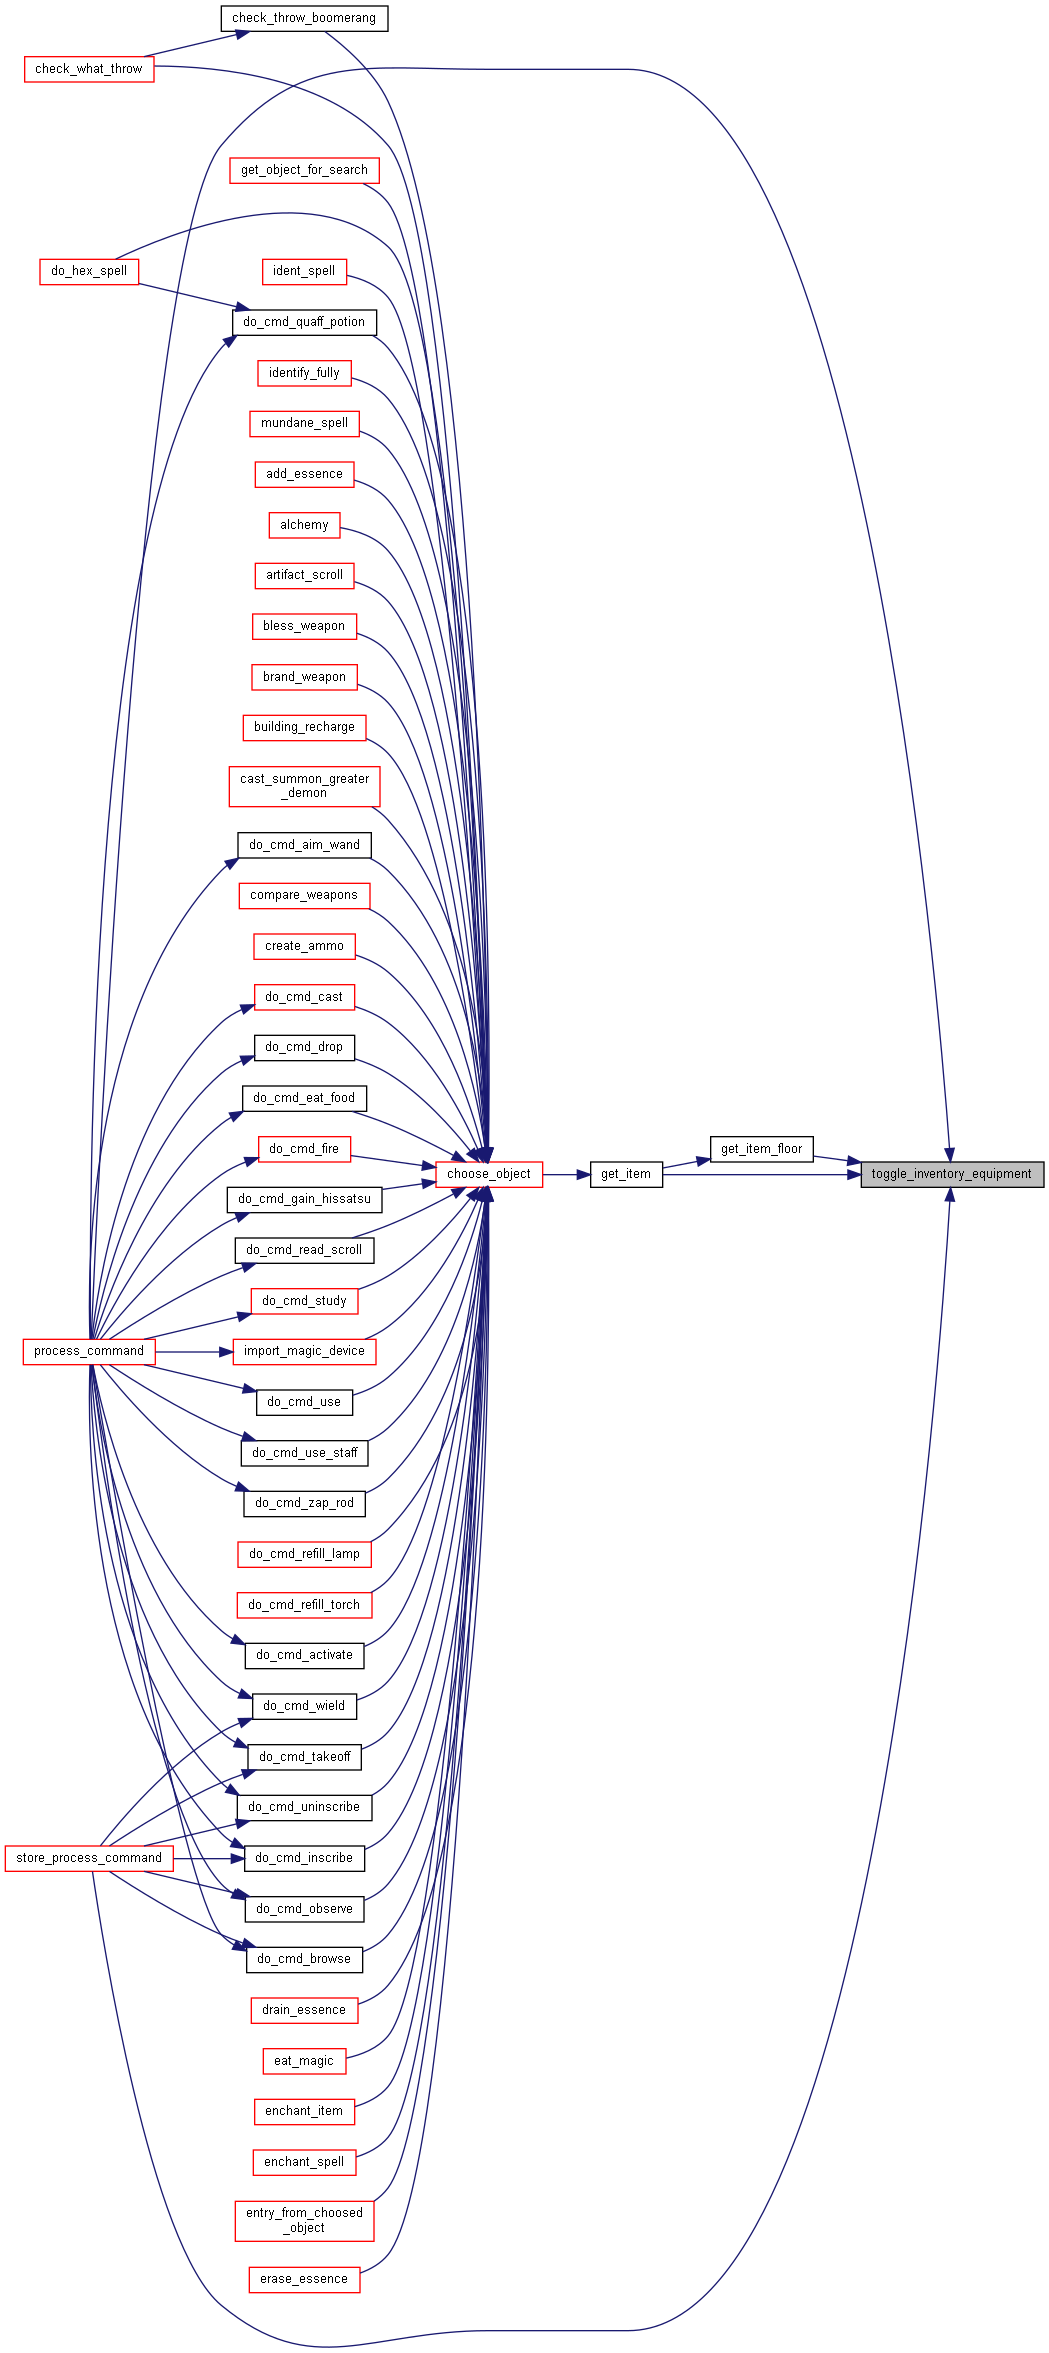 check_throw_boomerang
check_what_throw
get_object_for_search
do_hex_spell
ident_spell
do_cmd_quaff_potion
identify_fully
mundane_spell
add_essence
alchemy
artifact_scroll
bless_weapon
brand_weapon
building_recharge
cast_summon_greater
_demon
do_cmd_aim_wand
compare_weapons
create_ammo
do_cmd_cast
do_cmd_drop
do_cmd_eat_food
do_cmd_fire
get_item_floor
choose_object
get_item
toggle_inventory_equipment
do_cmd_gain_hissatsu
do_cmd_read_scroll
do_cmd_study
process_command
import_magic_device
do_cmd_use
do_cmd_use_staff
do_cmd_zap_rod
do_cmd_refill_lamp
do_cmd_refill_torch
do_cmd_activate
do_cmd_wield
do_cmd_takeoff
do_cmd_uninscribe
store_process_command
do_cmd_inscribe
do_cmd_observe
do_cmd_browse
drain_essence
eat_magic
enchant_item
enchant_spell
entry_from_choosed
_object
erase_essence